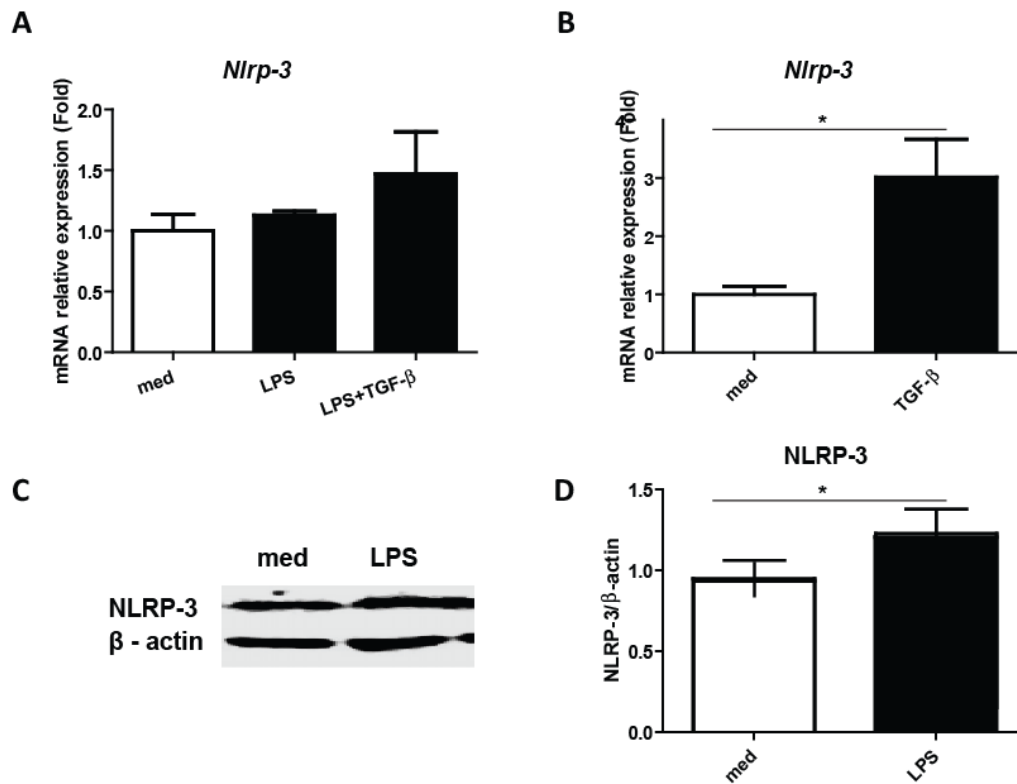 A
Nlrp-3
mRNA relative expression (Fold)
2.0
1.5
1.0
0.5
0.0
med
LPS
LPS+TGF-β
B
Nlrp-3
mRNA relative expression (Fold)
4
3
2
1
0
*
med
TGF-β
C
med LPS
NLRP-3
β - actin
D
NLRP-3
NLRP-3/β-actin
1.5
1.0
0.5
0.0
*
med
LPS